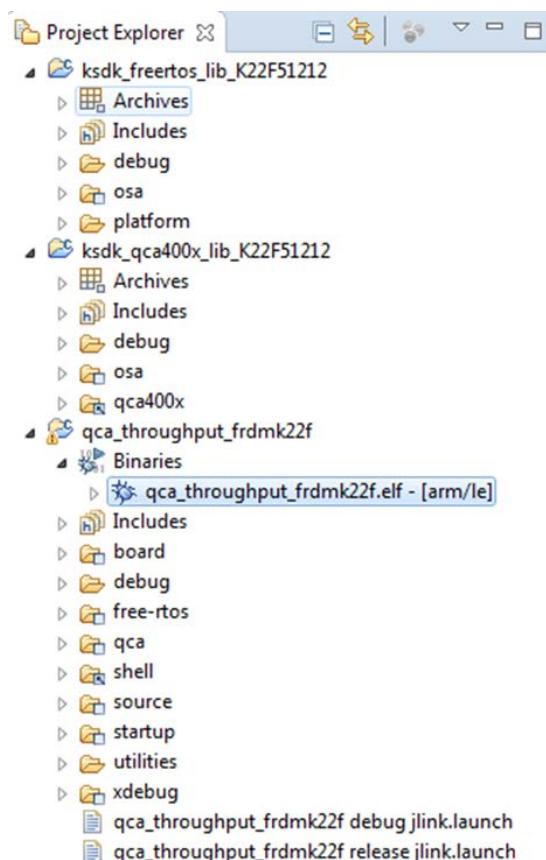 Project Explorer
ksdk_freertos_lib_K22F51212
Archives
Includes
debug
osa
platform
ksdk_qca400x_lib_K22F51212
Archives
Includes
debug
osa
qca400x
qca_throughput_frdmk22f
Binaries
qca_throughput_frdmk22f.elf - [arm/le]
Includes
board
debug
free-rtos
qca
shell
source
startup
utilities
xdebug
qca_throughput_frdmk22f debug jlink.launch
qca_throughput_frdmk22f release jlink.launch